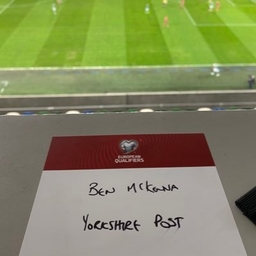 EUROPEAN
QUALIFIERS
BEN MCKENNA
YORKSHIRE POST